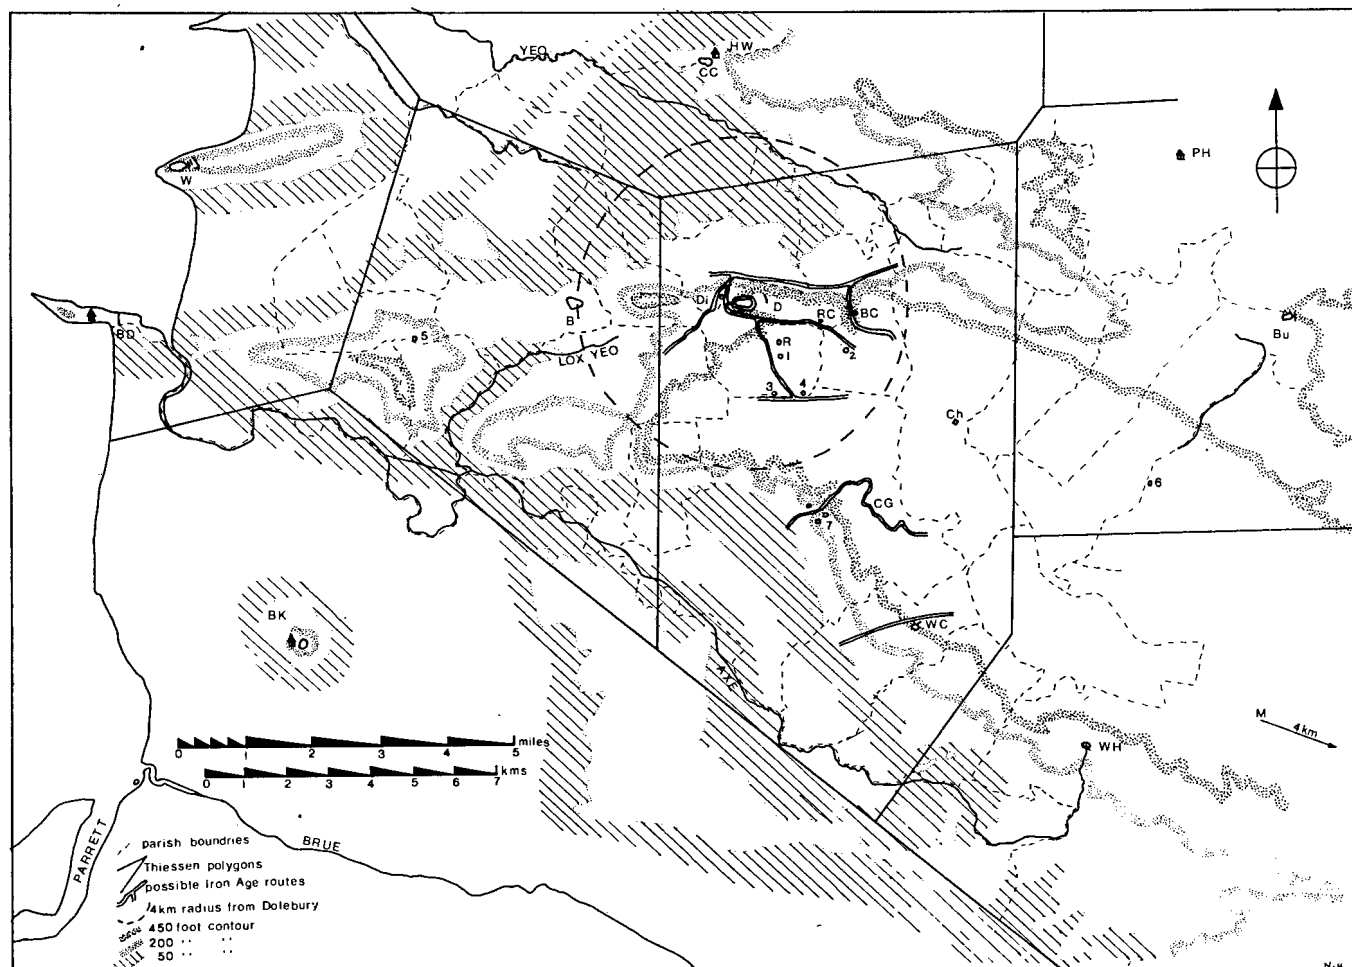 YEO
HW
CC
PH
W
Di
D
B
RC
BC
BD
5
R
1
2
Bu
LOX YEO
3
4
Ch
6
CG
7
BK
WC
AXE
M
4km
WH
0 1 2 3 4 5 miles
0 1 2 3 4 5 6 7 kms
PARRETT
BRUE
parish boundries
Thiessen polygons
possible Iron Age routes
4km radius from Dolebury
450 foot contour
200 " "
50 " "